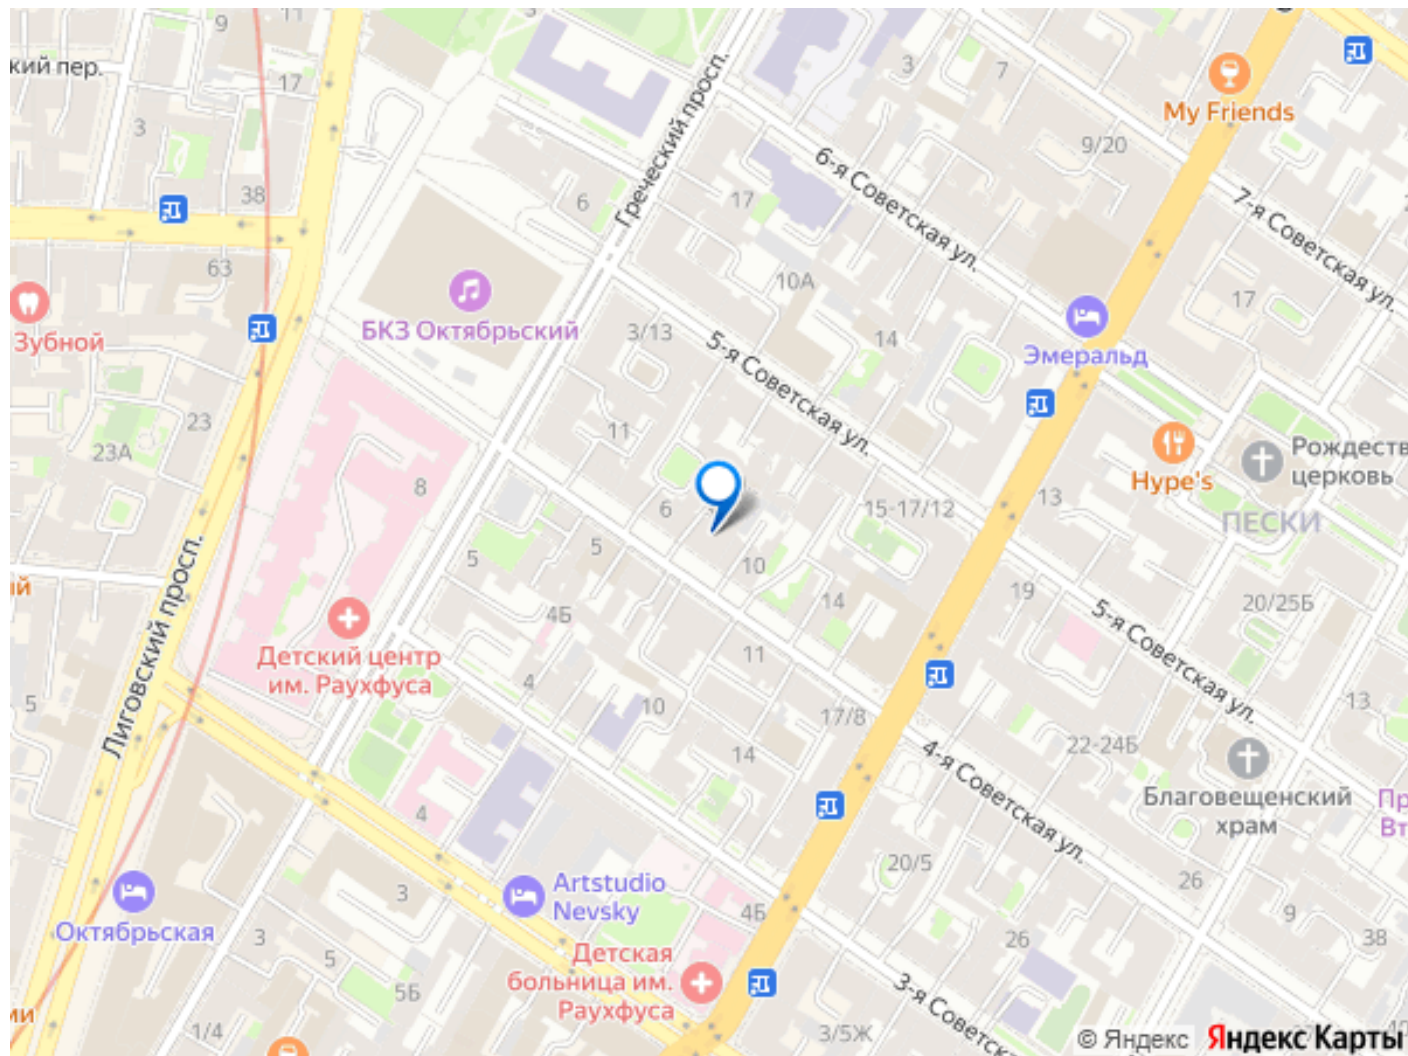 9
11
кий пер.
17
3
7
3
My Friends
9/20
38
6
17
Греческий просп.
6-я Советская ул.
7-я Советская ул.
63
10А
17
Зубной
БКЗ Октябрьский
3/13
14
5-я Советская ул.
Эмеральд
23
23А
11
8
6
15-17/12
13
Hype's
Рождеств
церковь
ПЕСКИ
5
5
10
14
19
20/25Б
5-я Советская ул.
ый
4Б
11
Лиговский просп.
Детский центр
им. Раухфуса
4
10
5
17/8
13
14
22-24Б
4-я Советская ул.
Благовещенский
храм
Пр
Вт
4
20/5
26
3
Artstudio
Nevsky
4Б
9
Октябрьская
3
5
26
38
Детская
больница им.
Раухфуса
5Б
3-я Советска
ми
1/4
3/5Ж
© Яндекс
Яндекс Карты